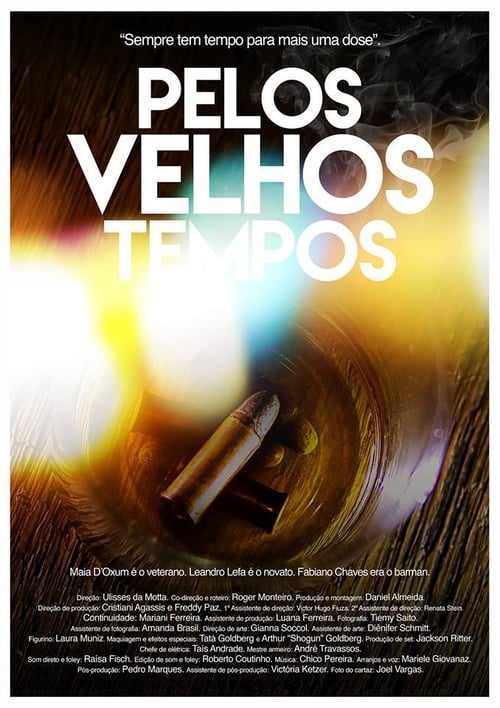 “Sempre tem tempo para mais uma dose”.
PELOS
VELHOS
TEMPOS
Maia D’Oxum é o veterano. Leandro Lefa é o novato. Fabiano Cháves era o barman.
Direção: Ulisses da Motta. Co-direção e roteiro: Roger Monteiro. Produção e montagem: Daniel Almeida
Direção de produção: Cristiani Agassis e Freddy Paz. 1º Assistente de direção: Victor Hugo Fiuza. 2ª Assistente de direção: Renata Stein.
Continuidade: Mariani Ferreira. Assistente de produção: Luana Ferreira. Fotografia: Tiemy Saito.
Assistente de fotografia: Amanda Brasil. Direção de arte: Gianna Soccol. Assistente de arte: Diênifer Schmitt.
Figurino: Laura Muniz. Maquiagem e efeitos especiais: Tatá Goldberg e Arthur “Shogun” Goldberg. Produção de set: Jackson Ritter.
Chefe de elétrica: Taís Andrade. Mestre armeiro: André Travassos.
Som direto e foley: Raísa Fisch. Edição de som e foley: Roberto Coutinho. Música: Chico Pereira. Arranjos e voz: Mariele Giovanaz.
Pós-produção: Pedro Marques. Assistente de pós-produção: Victória Ketzer. Foto do cartaz: Joel Vargas.